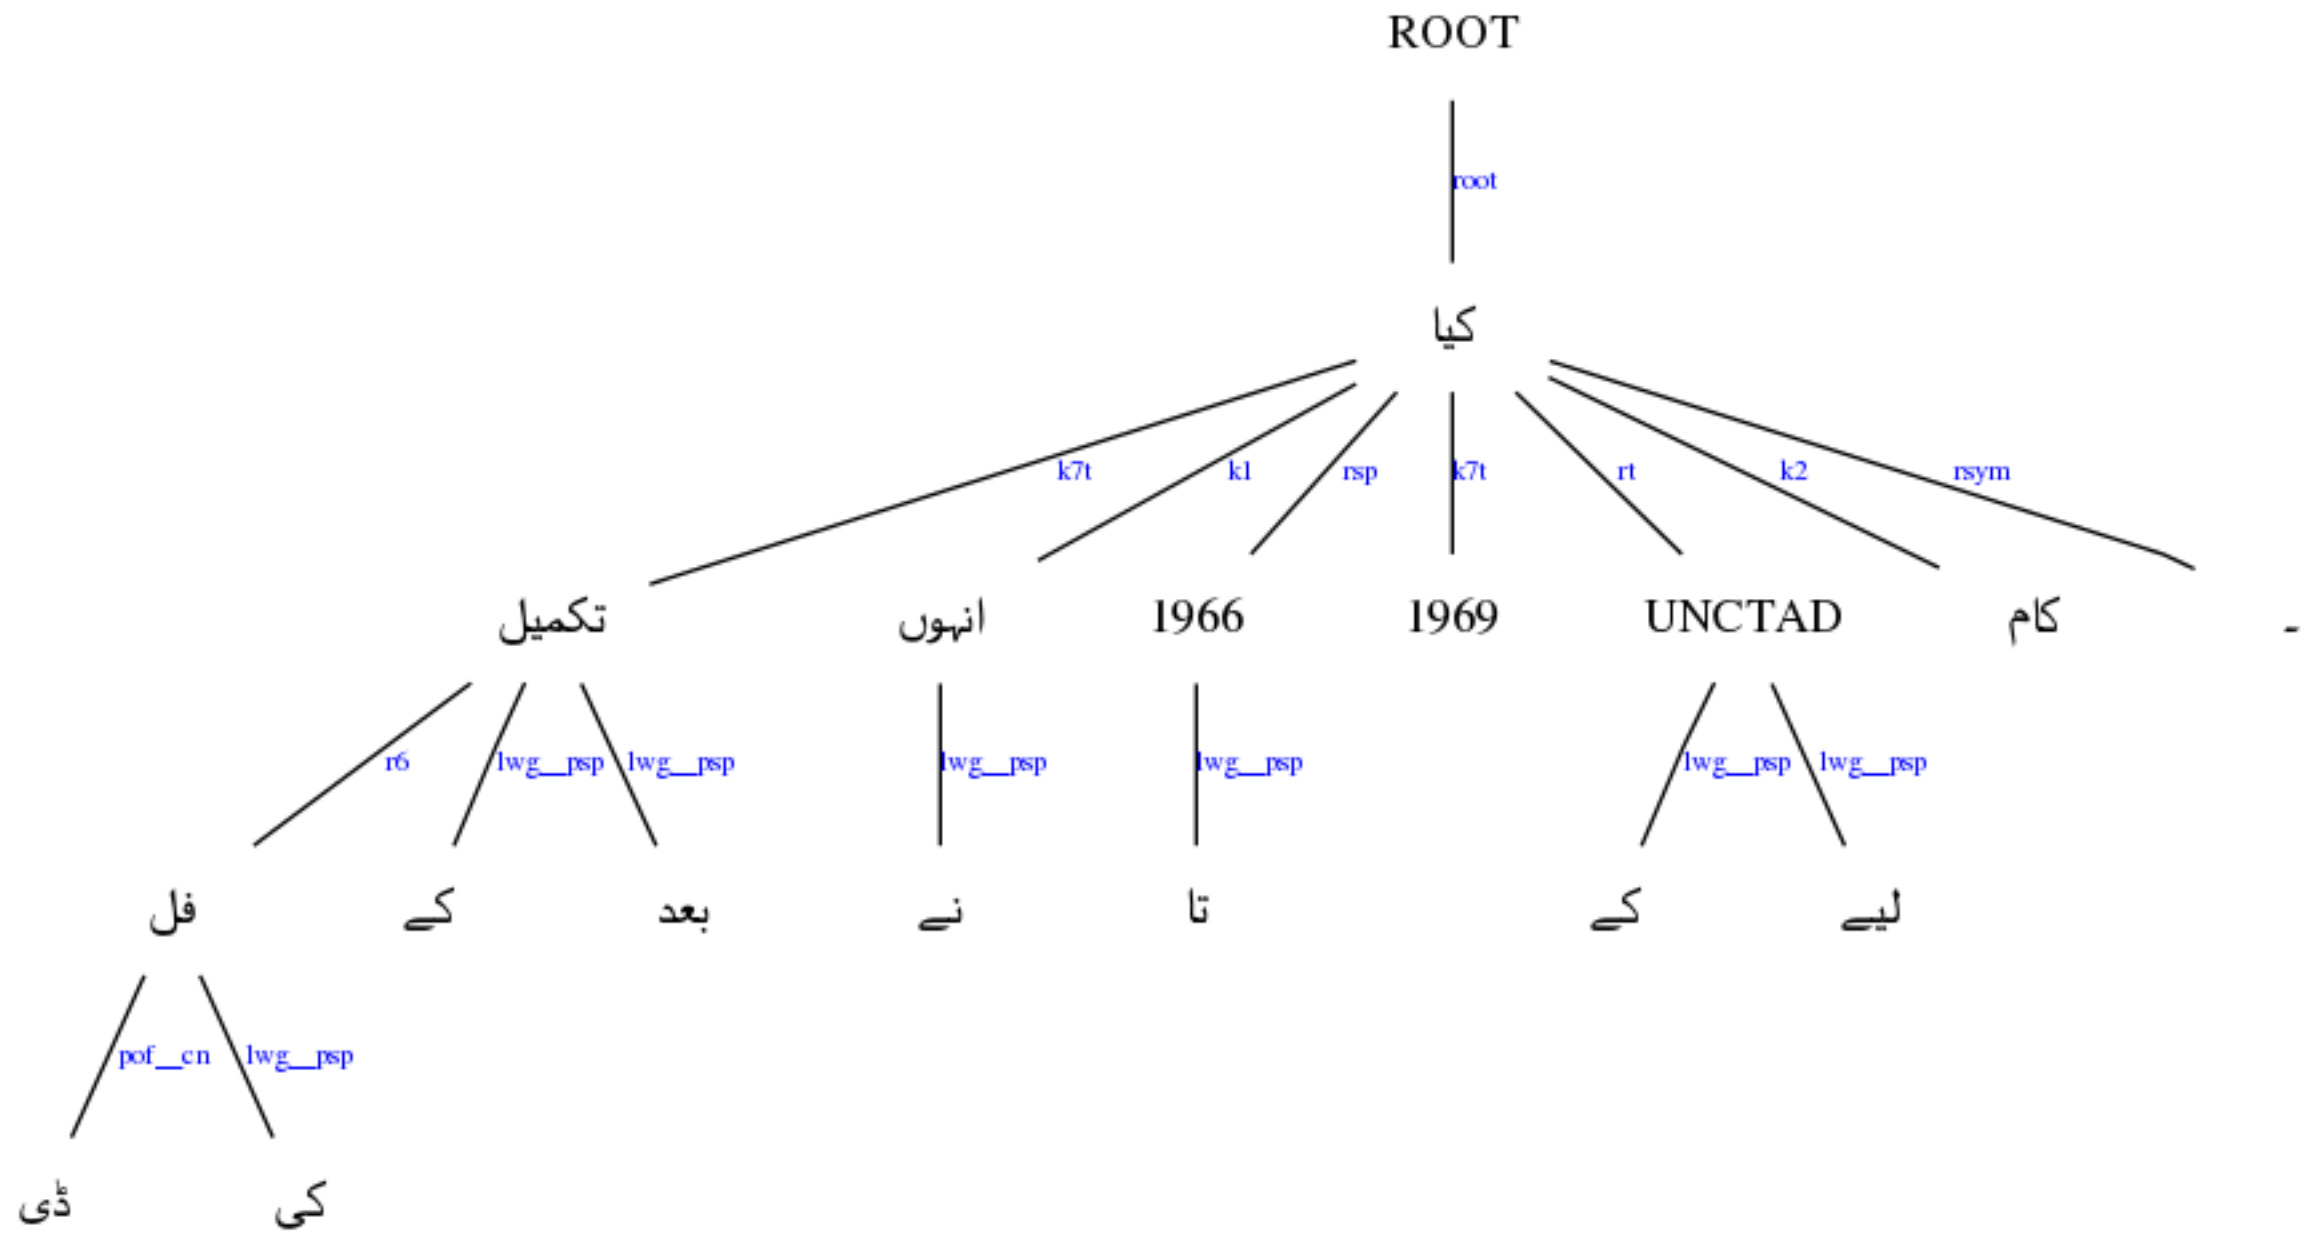 ROOT
root
کیا
k7t k1 rsp k7t rt k2 rsym
تکمیل انہوں 1966 1969 UNCTAD کام ۔
r6 lwg__psp lwg__psp lwg__psp lwg__psp lwg__psp lwg__psp
فل کے بعد نے تا کے لیے
pof__cn lwg__psp
ڈی کی